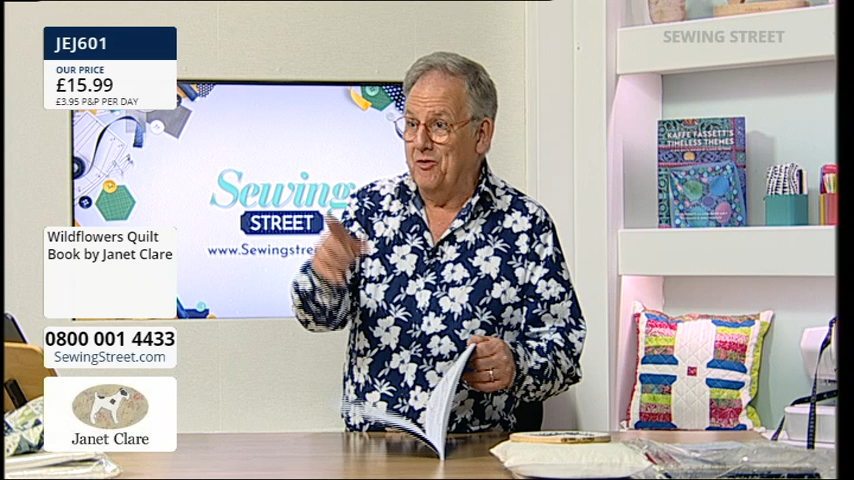 JEJ601
OUR PRICE
£15.99
£3.95 P&P PER DAY
Wildflowers Quilt
Book by Janet Clare
0800 001 4433
SewingStreet.com
Janet Clare
Sewing
STREET
www.Sewingstree
SEWING STREET
KAFFE FASSETT'S
TIMELESS THEMES